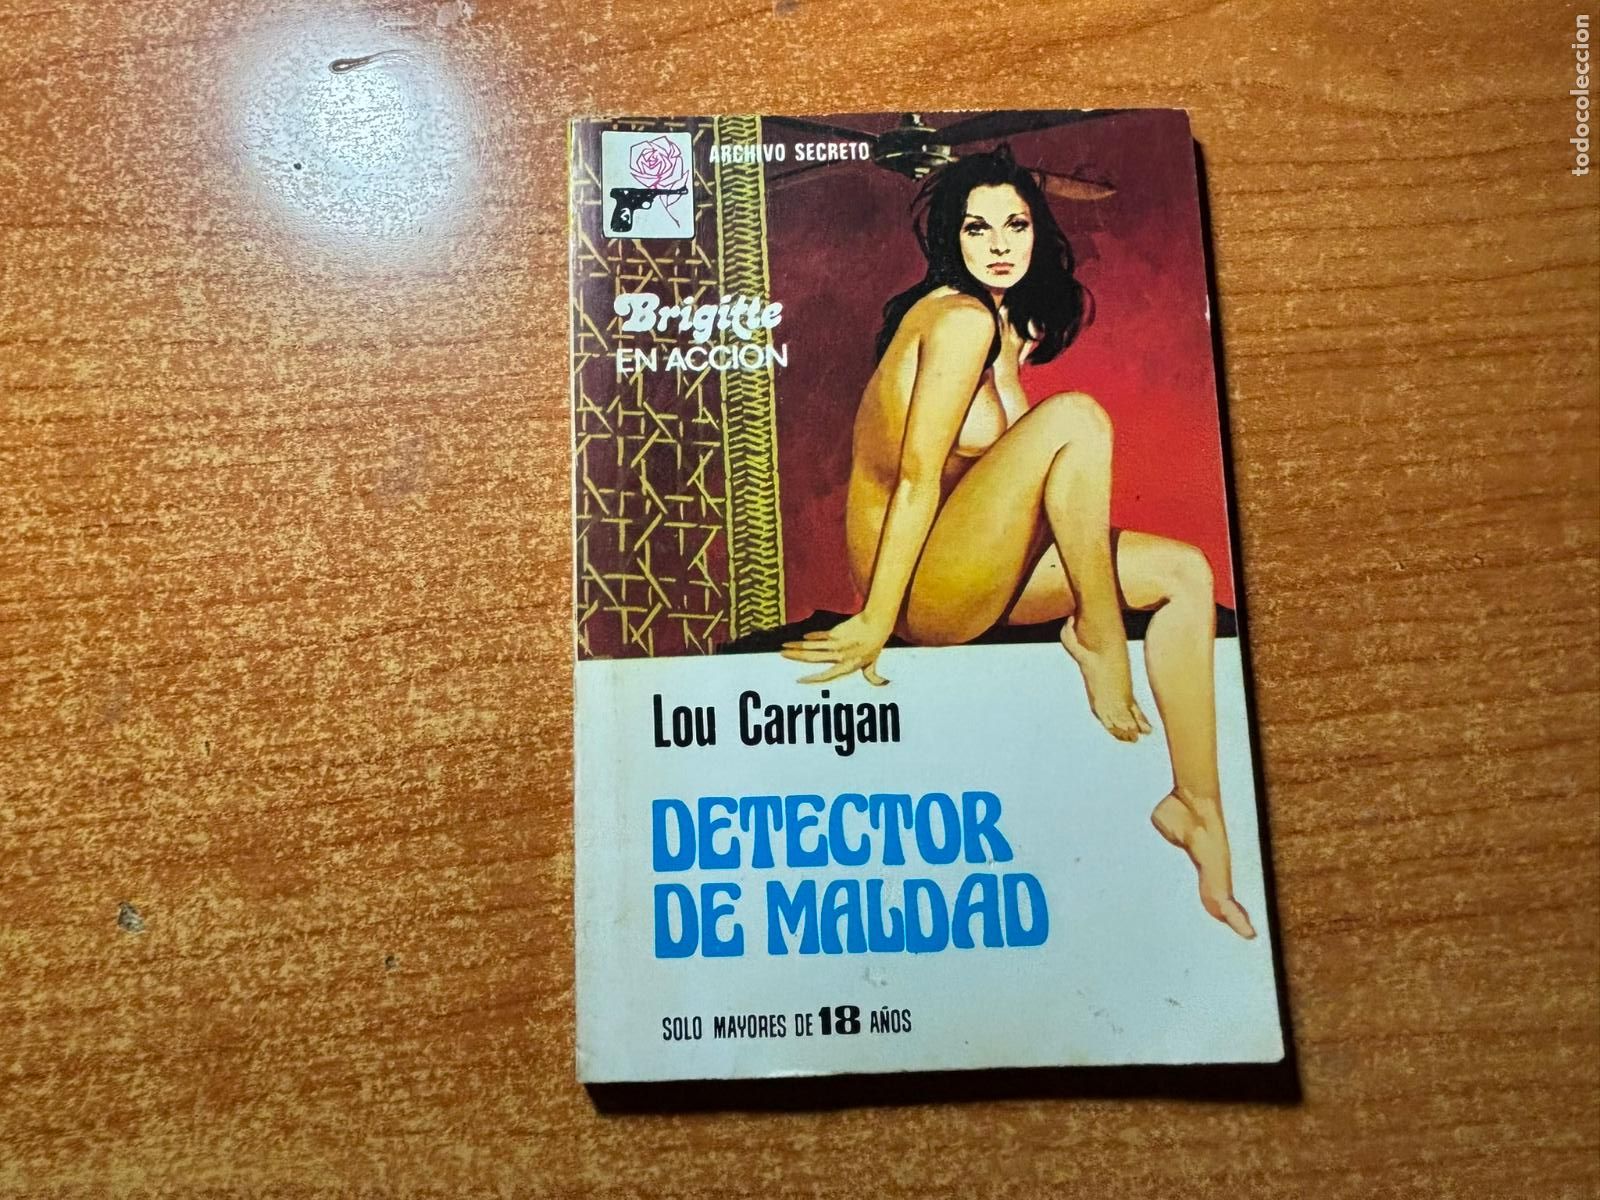 ARCHIVO SECRETO
Brigitte
EN ACCION
Lou Carrigan
DETECTOR
DE MALDAD
SOLO MAYORES DE 18 AÑOS
todocoleccion